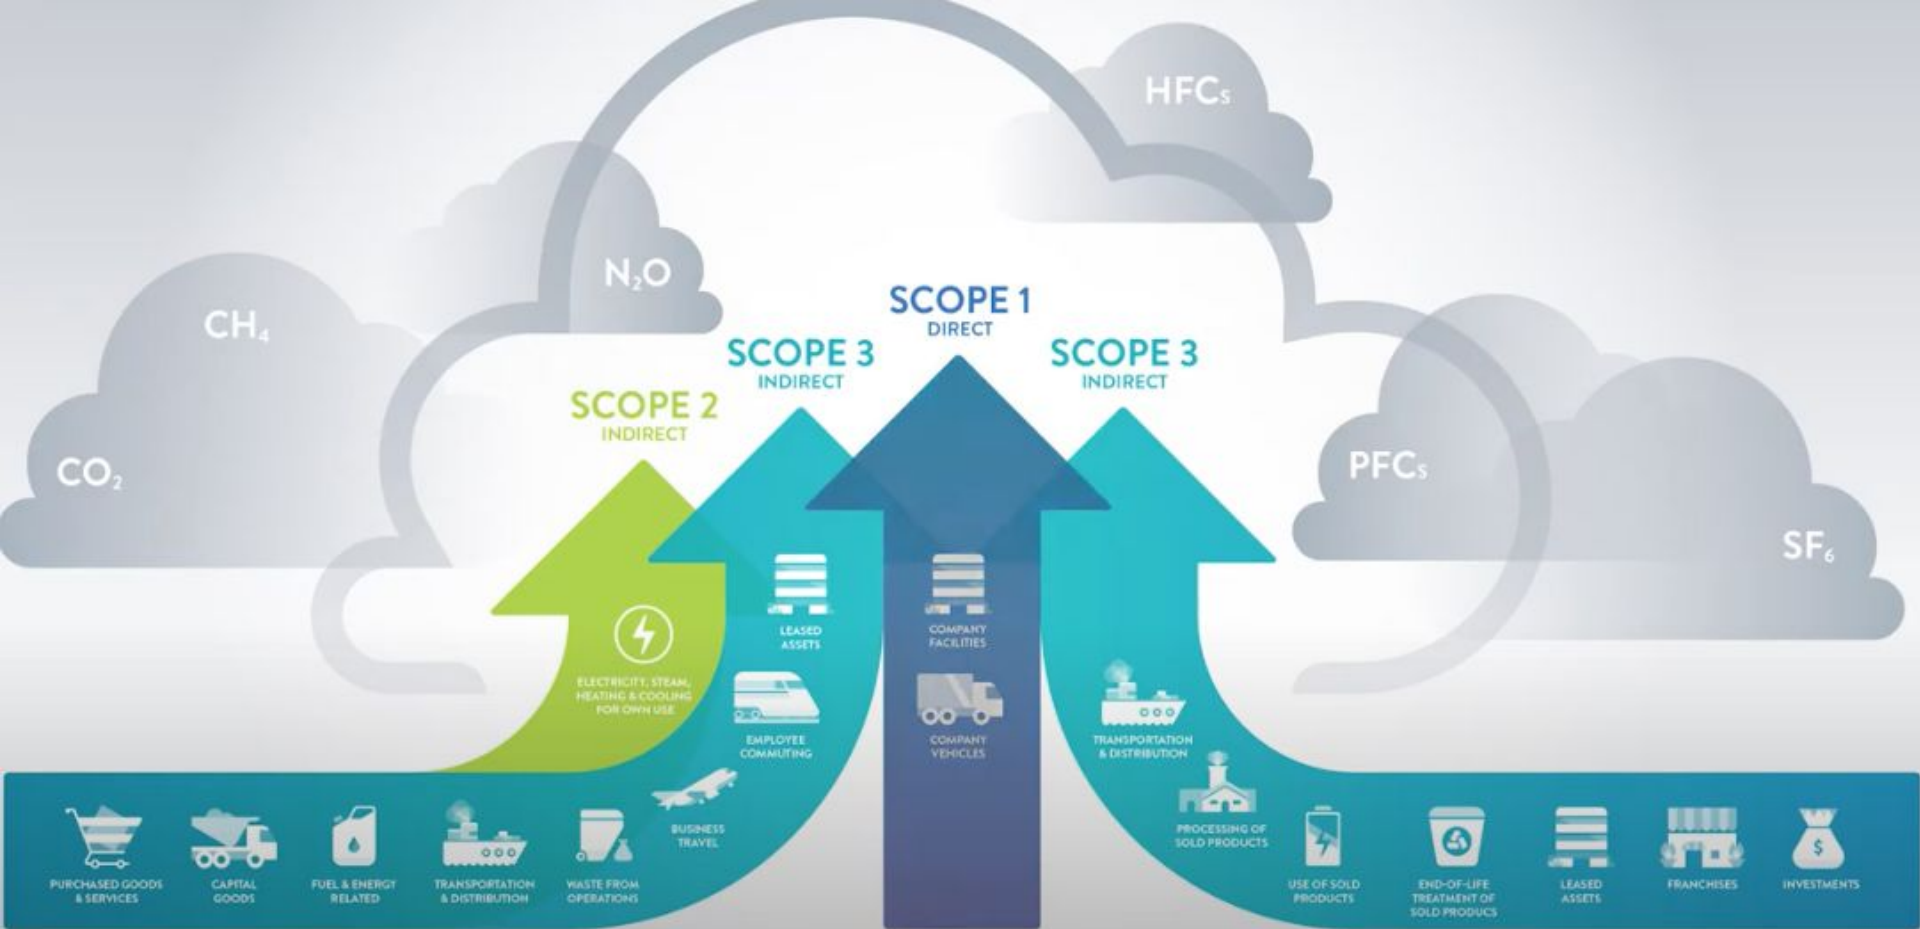 HFCs
N₂O
CH₄
CO₂
PFCs
SF₆
SCOPE 1
DIRECT
SCOPE 3
INDIRECT
SCOPE 3
INDIRECT
SCOPE 2
INDIRECT
ELECTRICITY, STEAM,
HEATING & COOLING
FOR OWN USE
LEASED
ASSETS
EMPLOYEE
COMMUTING
BUSINESS
TRAVEL
COMPANY
FACILITIES
COMPANY
VEHICLES
TRANSPORTATION
& DISTRIBUTION
PROCESSING OF
SOLD PRODUCTS
PURCHASED GOODS
& SERVICES
CAPITAL
GOODS
FUEL & ENERGY
RELATED
TRANSPORTATION
& DISTRIBUTION
WASTE FROM
OPERATIONS
USE OF SOLD
PRODUCTS
END-OF-LIFE
TREATMENT OF
SOLD PRODUCS
LEASED
ASSETS
FRANCHISES
$
INVESTMENTS